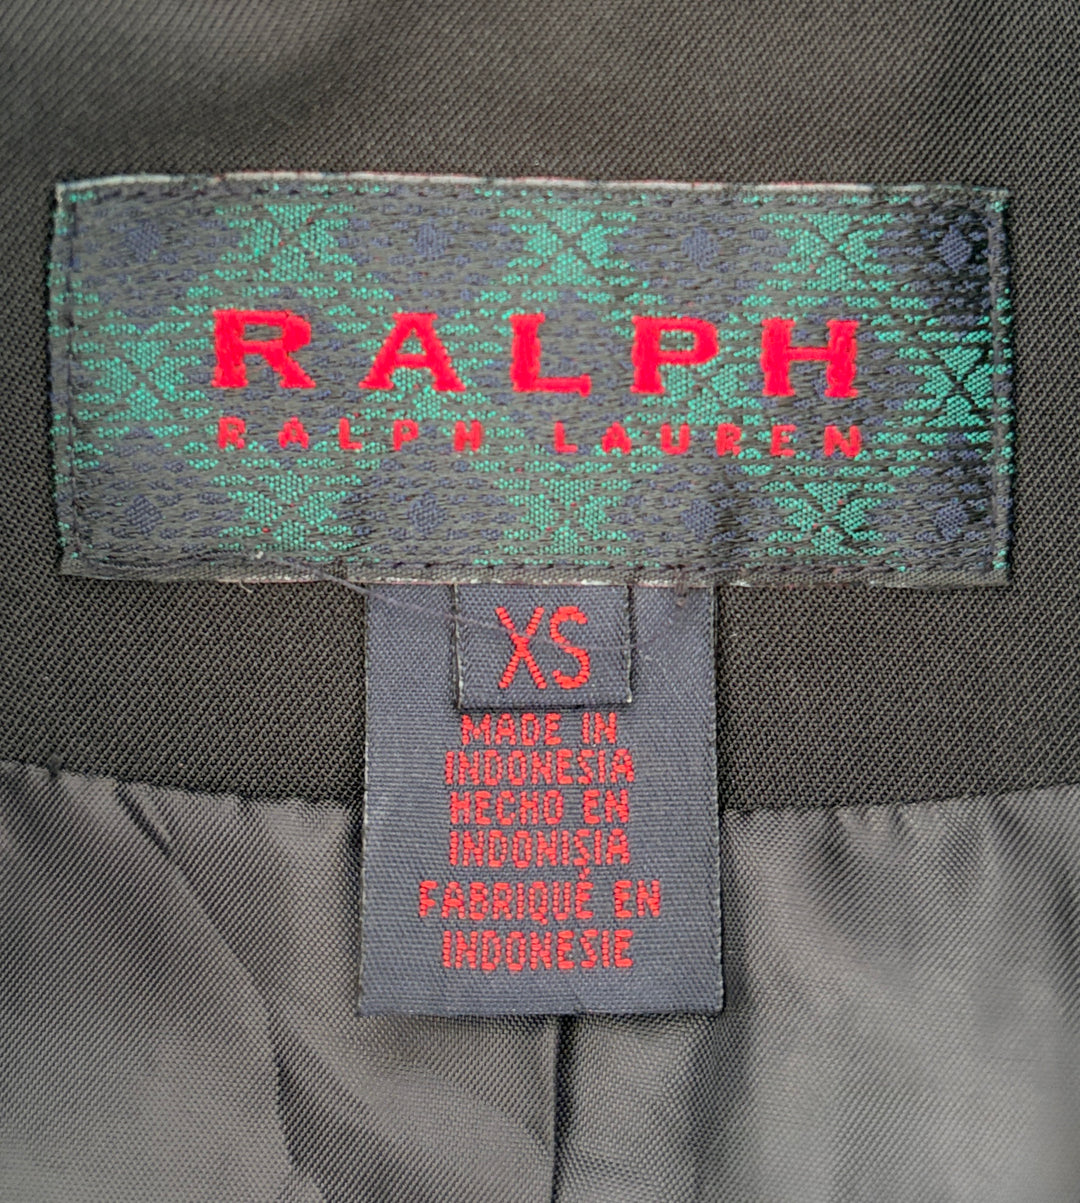 RALPH
RALPH LAUREN
XS
MADE IN
INDONESIA
HECHO EN
INDONISIA
FABRIQUÉ EN
INDONESIE